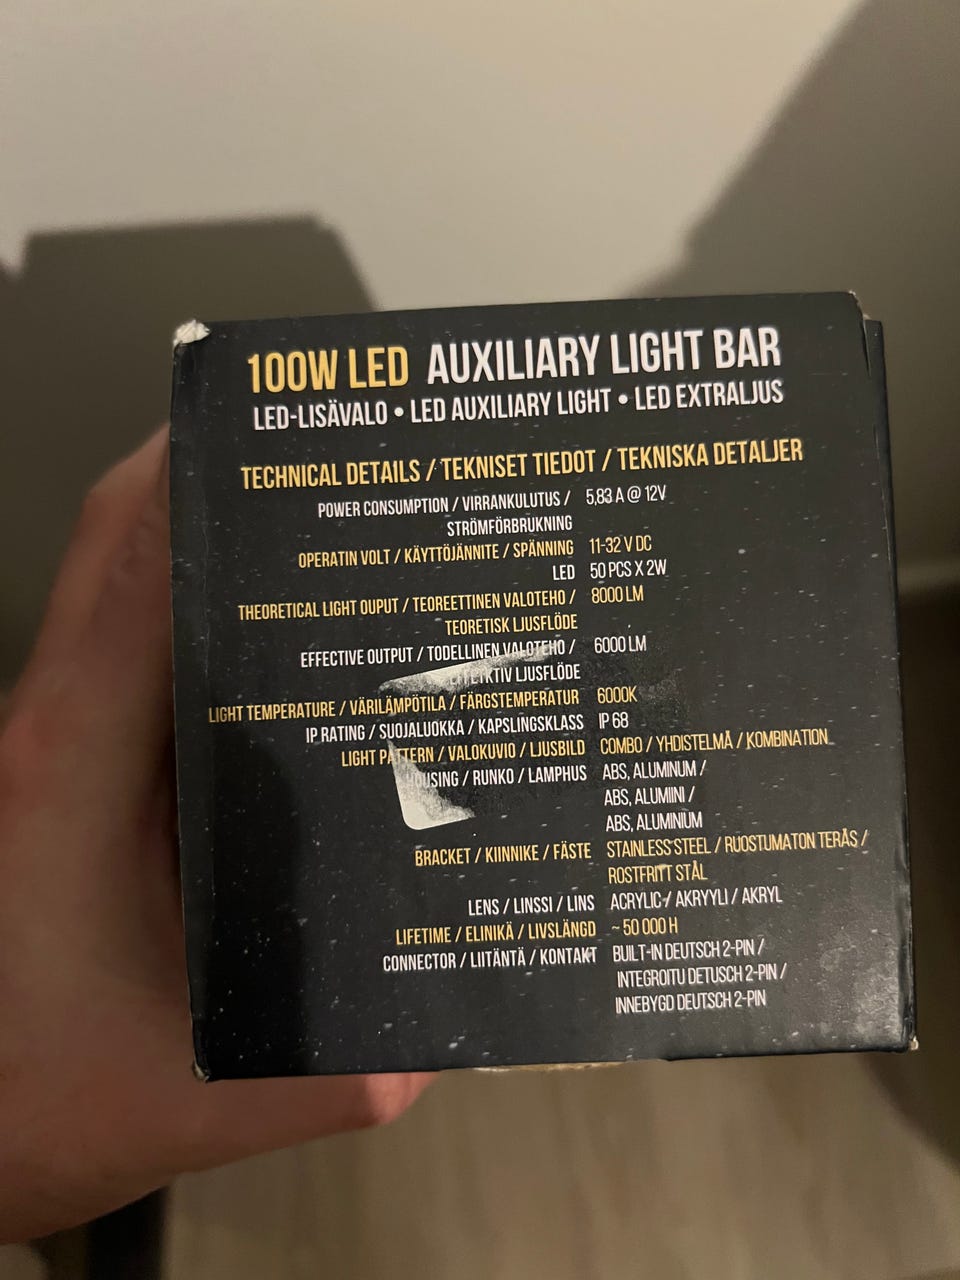 100W LED AUXILIARY LIGHT BAR
LED-LISÄVALO • LED AUXILIARY LIGHT • LED EXTRALJUS
TECHNICAL DETAILS / TEKNISET TIEDOT / TEKNISKA DETALJER
POWER CONSUMPTION / VIRRANKULUTUS / 5,83 A @ 12V
STRÖMFÖRBRUKNING
OPERATIN VOLT / KÄYTTÖJÄNNITE / SPÄNNING 11-32 V DC
LED 50 PCS X 2W
THEORETICAL LIGHT OUPUT / TEOREETTINEN VALOTEHO / 8000 LM
TEORETISK LJUSFLÖDE
EFFECTIVE OUTPUT / TODELLINEN VALOTEHO / 6000 LM
LJUSFLÖDE
LIGHT TEMPERATURE / VÄRILÄMPÖTILA / FÄRGSTEMPERATUR 6000K
IP RATING / SUOJALUOKKA / KAPSLINGSKLASS IP 68
LIGHT PATTERN / VALOKUVIO / LJUSBILD COMBO / YHDISTELMÄ / KOMBINATION
HOUSING / RUNKO / LAMPHUS ABS, ALUMINUM /
ABS, ALUMIINI /
ABS, ALUMINIUM
BRACKET / KIINNIKE / FÄSTE STAINLESS STEEL / RUOSTUMATON TERÄS /
ROSTFRITT STÅL
LENS / LINSSI / LINS ACRYLIC / AKRYYLI / AKRYL
LIFETIME / ELINIKÄ / LIVSLÄNGD ~ 50 000 H
CONNECTOR / LIITÄNTÄ / KONTAKT BUILT-IN DEUTSCH 2-PIN /
INTEGROITU DETUSCH 2-PIN /
INNEBYGD DEUTSCH 2-PIN